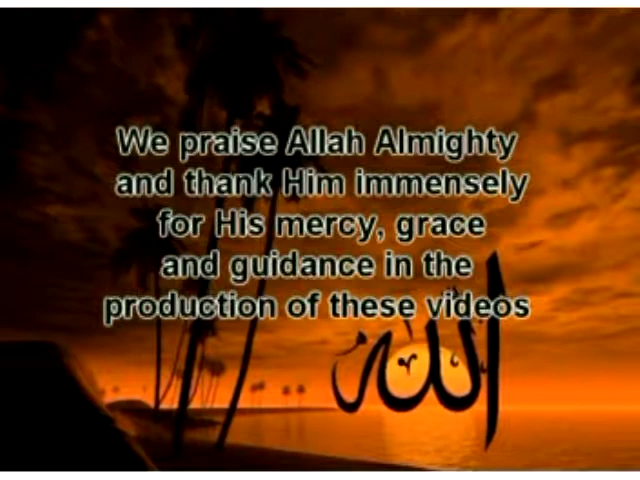 We praise Allah Almighty
and thank Him immensely
for His mercy, grace
and guidance in the
production of these videos
الله